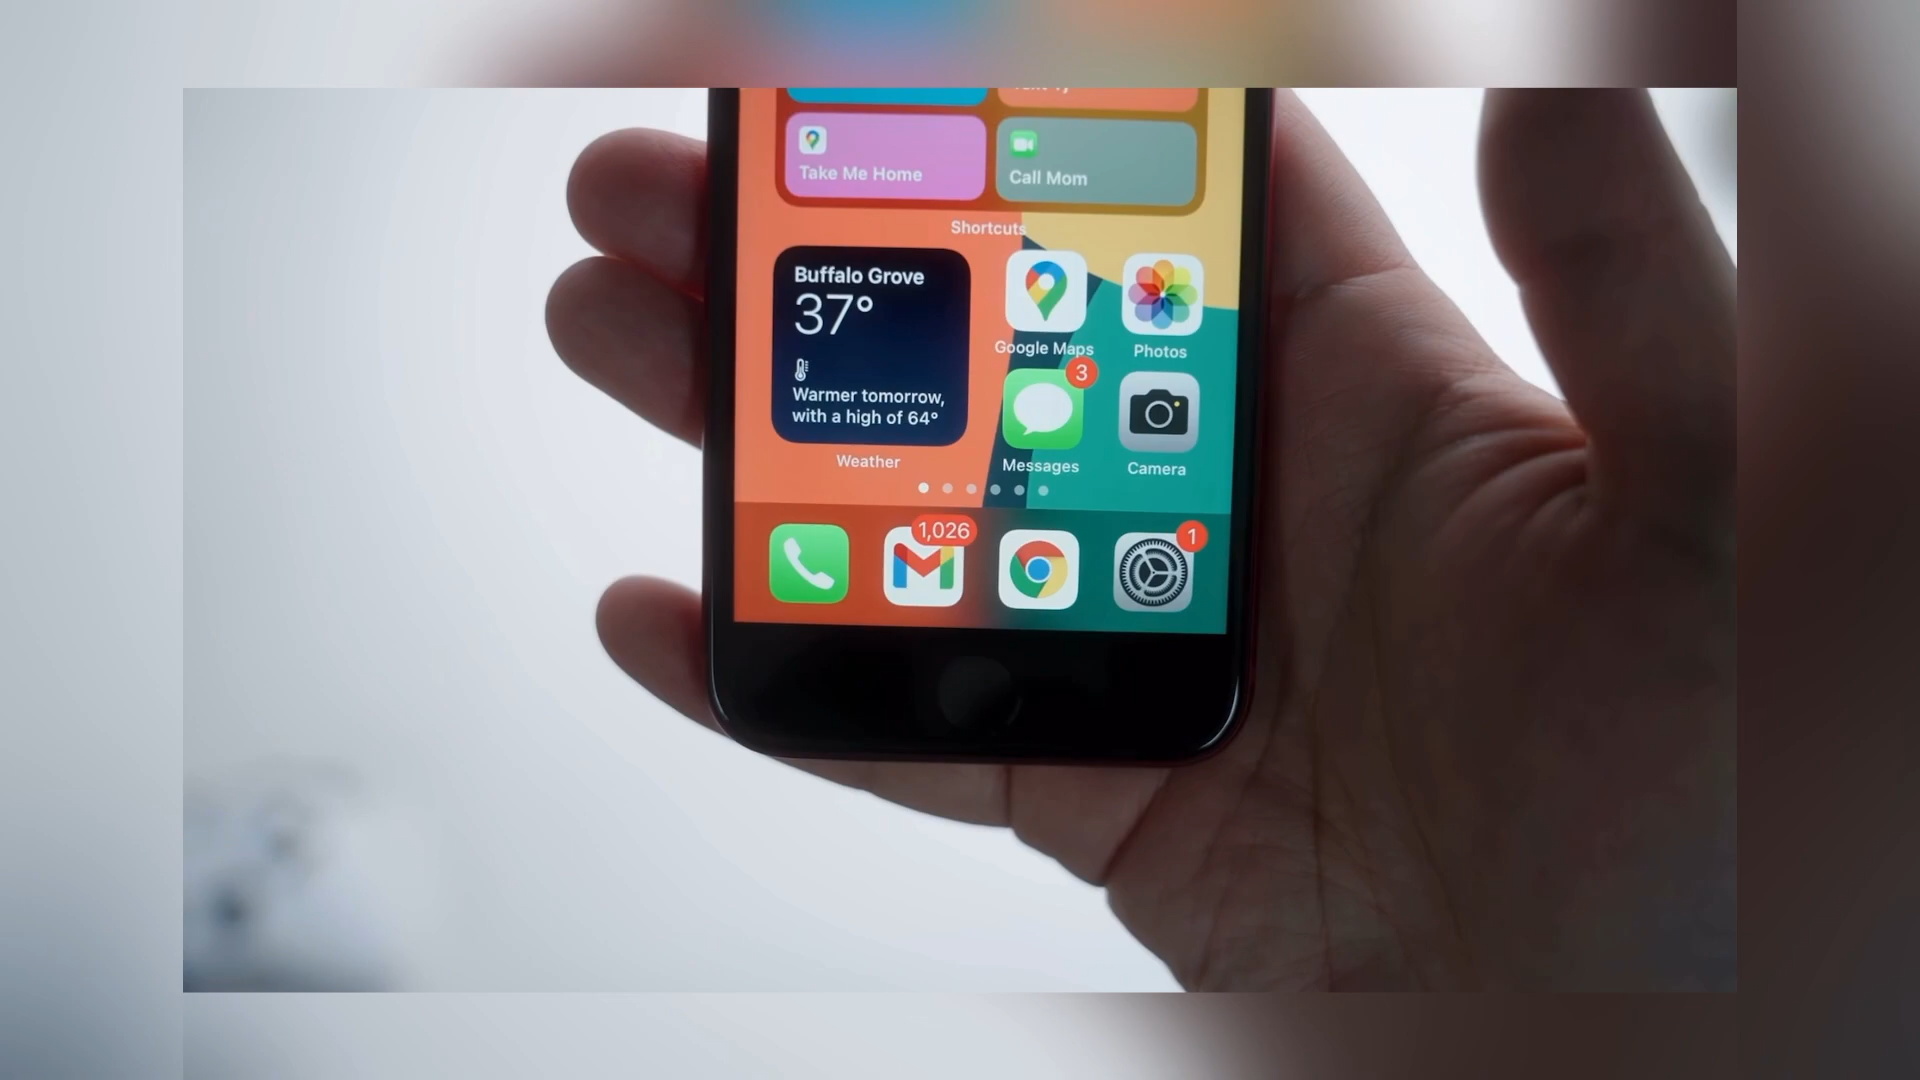 Take Me Home
Call Mom
Shortcuts
Buffalo Grove
37°
Warmer tomorrow,
with a high of 64°
Weather
Google Maps
Photos
3
Messages
Camera
1,026
1